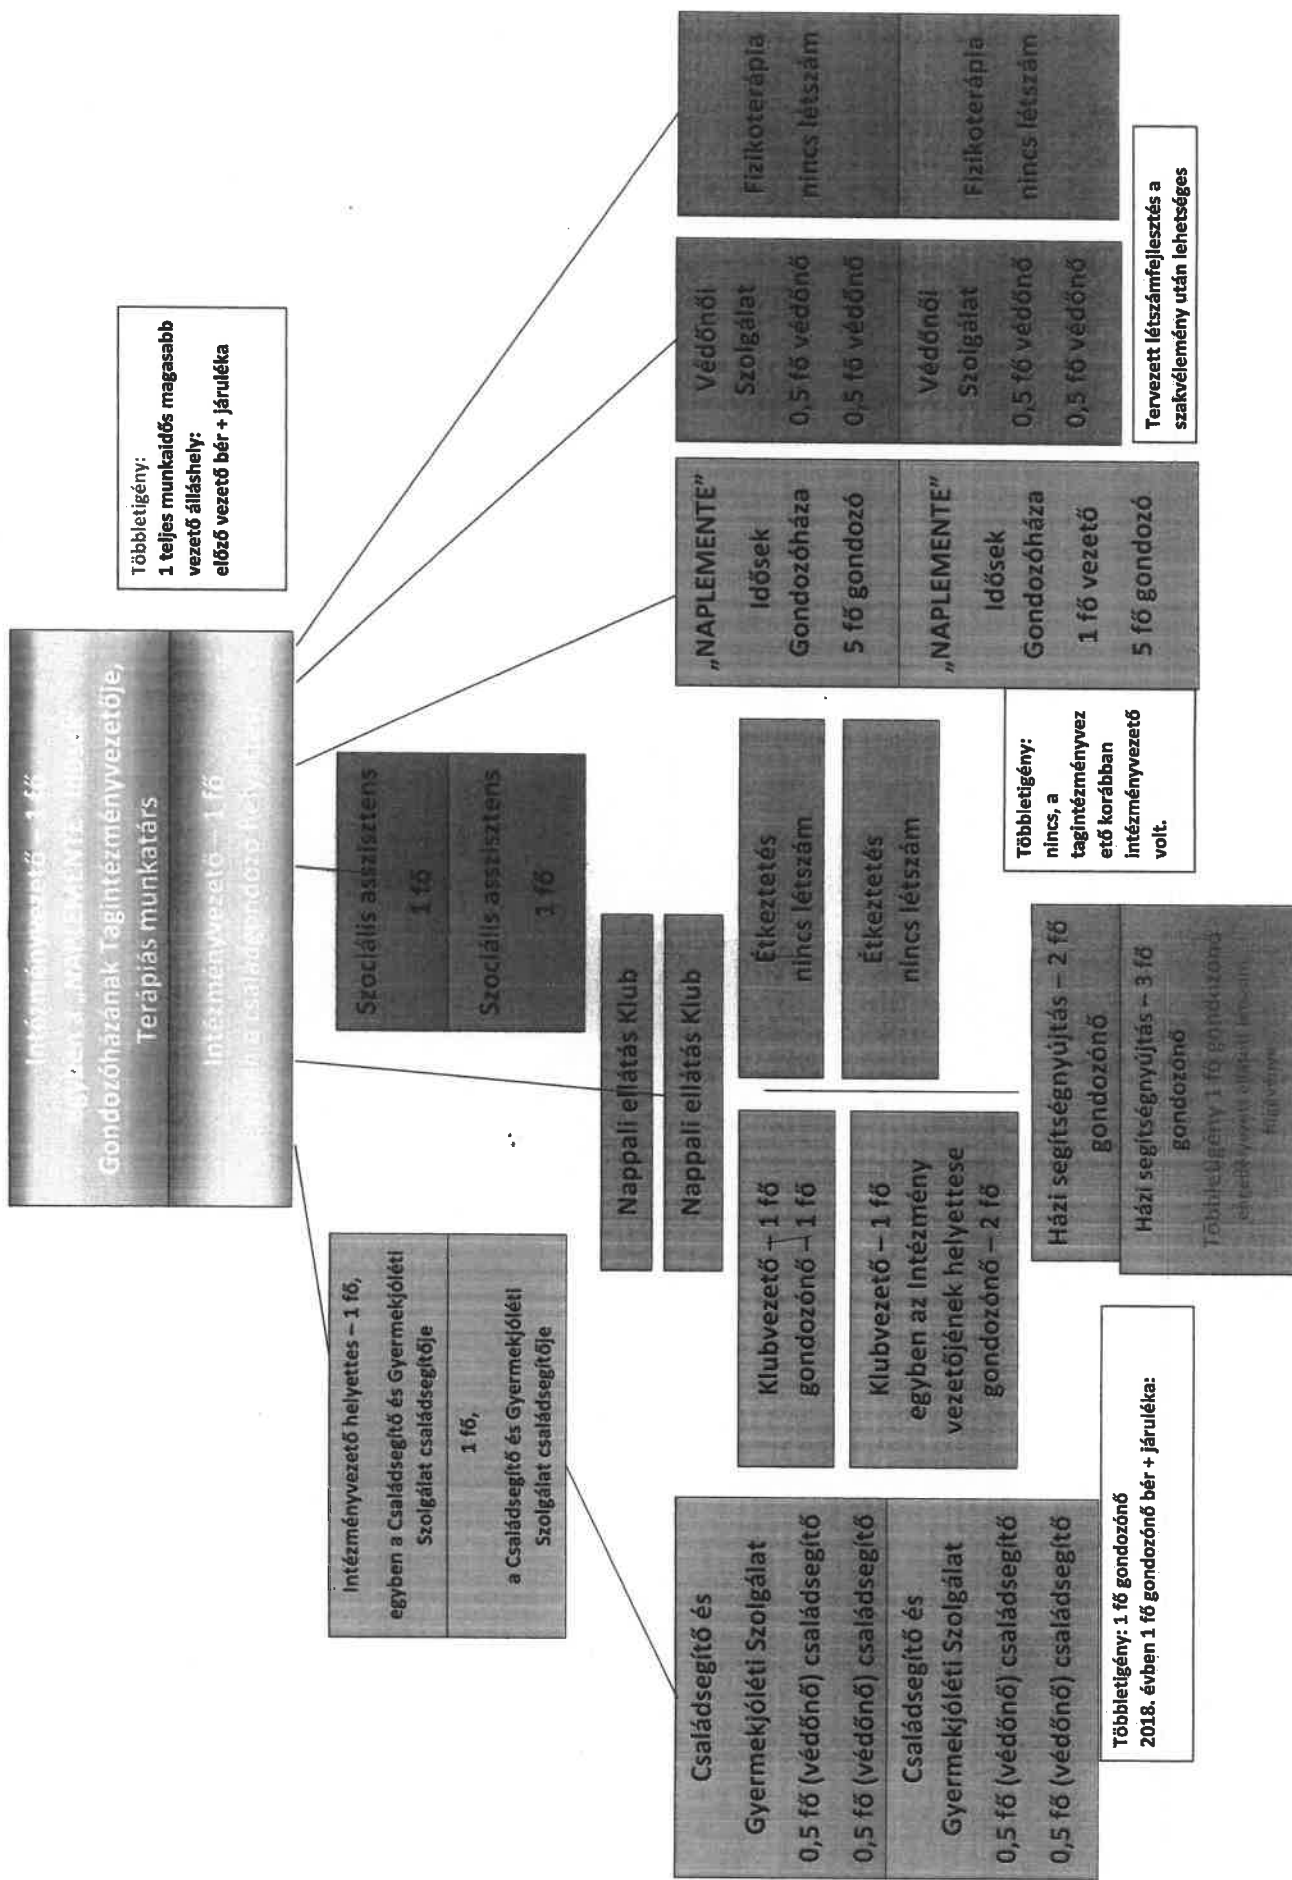 Intézményvezető – 1 fő
egyben a „NAPLEMENTE” Idősek
Gondozóházának Tagintézményvezetője,
Terápiás munkatárs
Intézményvezető – 1 fő
a családgondozó helyettese
Többletigény:
1 teljes munkaidős magasabb
vezető álláshely:
előző vezető bér + járuléka
Intézményvezető helyettes – 1 fő,
egyben a Családsegítő és Gyermekjóléti
Szolgálat családsegítője
1 fő,
a Családsegítő és Gyermekjóléti
Szolgálat családsegítője
Szociális asszisztens
1 fő
Szociális asszisztens
1 fő
Nappali ellátás Klub
Nappali ellátás Klub
Családsegítő és
Gyermekjóléti Szolgálat
0,5 fő (védőnő) családsegítő
0,5 fő (védőnő) családsegítő
Családsegítő és
Gyermekjóléti Szolgálat
0,5 fő (védőnő) családsegítő
0,5 fő (védőnő) családsegítő
Többletigény: 1 fő gondozónő
2018. évben 1 fő gondozónő bér + járuléka:
Klubvezető – 1 fő
gondozónő – 1 fő
Klubvezető – 1 fő
egyben az Intézmény
vezetőjének helyettese
gondozónő – 2 fő
Étkeztetés
nincs létszám
Étkeztetés
nincs létszám
Házi segítségnyújtás – 2 fő
gondozónő
Házi segítségnyújtás – 3 fő
gondozónő
Többletigény 1 fő gondozónő
„NAPLEMENTE”
Idősek
Gondozóháza
5 fő gondozó
„NAPLEMENTE”
Idősek
Gondozóháza
1 fő vezető
5 fő gondozó
Többletigény:
nincs, a
tagintézményvez
ető korábban
intézményvezető
volt.
Védőnői
Szolgálat
0,5 fő védőnő
0,5 fő védőnő
Védőnői
Szolgálat
0,5 fő védőnő
0,5 fő védőnő
Fizikoterápia
nincs létszám
Fizikoterápia
nincs létszám
Tervezett létszámfejlesztés a
szakvélemény után lehetséges